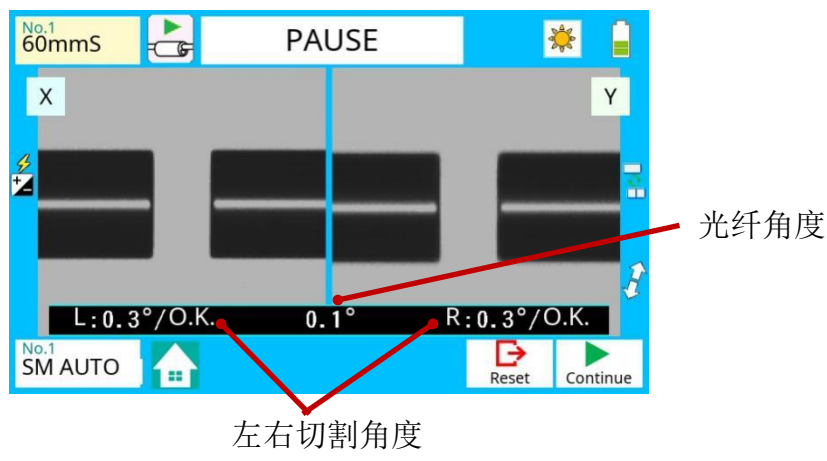 No.1
60mmS
PAUSE
X
Y
光纤角度
L:0.3°/O.K.
0.1°
R:0.3°/O.K.
No.1
SM AUTO
Reset
Continue
左右切割角度